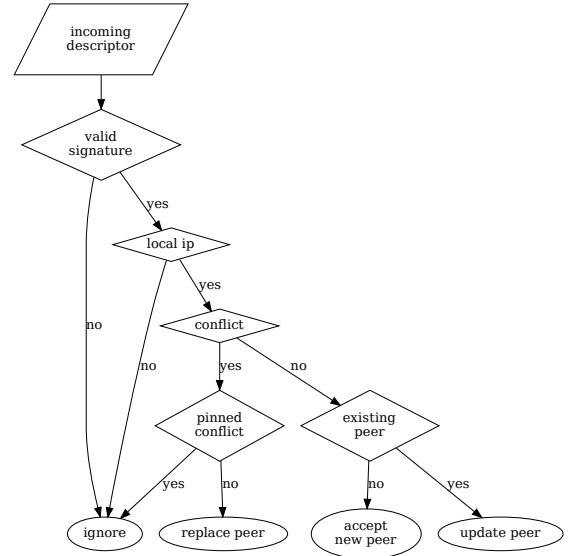 incoming
descriptor
valid
signature
yes
local ip
yes
conflict
no
no
yes
no
pinned
conflict
existing
peer
yes
no
no
yes
ignore
replace peer
accept
new peer
update peer